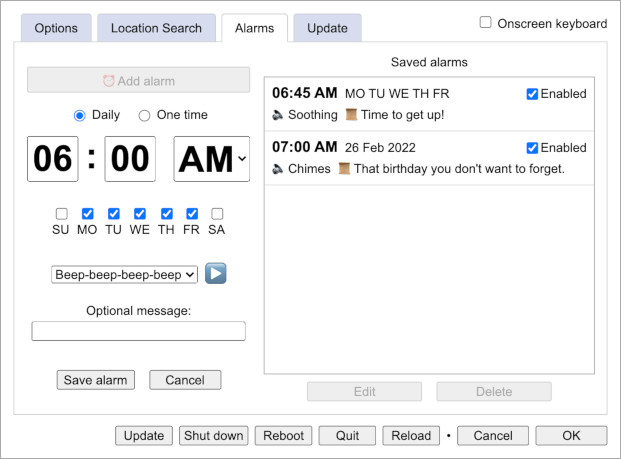 Options Location Search Alarms Update Onscreen keyboard
Add alarm
Daily One time
06 : 00 AM
SU MO TU WE TH FR SA
Beep-beep-beep-beep
Optional message:
Save alarm Cancel
Saved alarms
06:45 AM MO TU WE TH FR Enabled
Soothing Time to get up!
07:00 AM 26 Feb 2022 Enabled
Chimes That birthday you don't want to forget.
Edit Delete
Update Shut down Reboot Quit Reload • Cancel OK